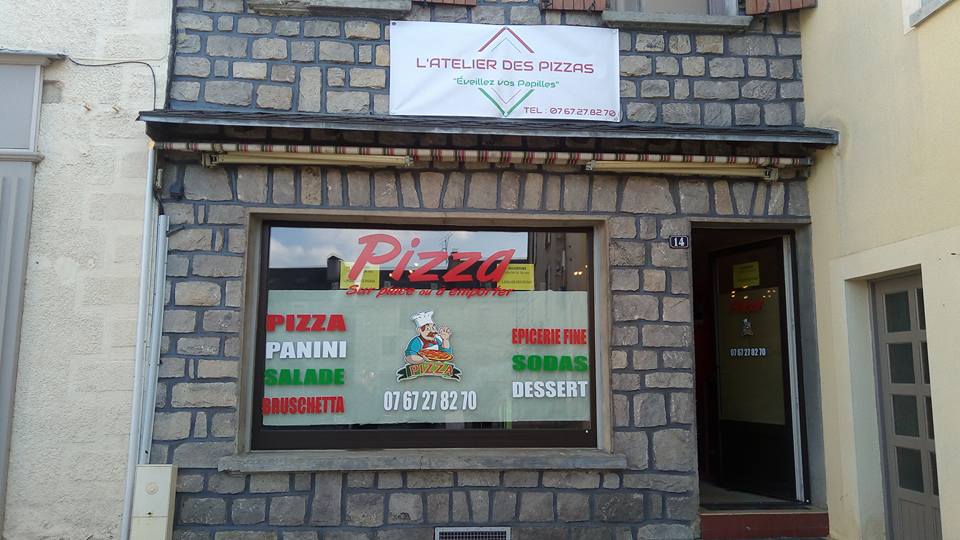 L'ATELIER DES PIZZAS
"Éveillez vos Papilles"
TEL : 07.67.27.82.70
14
Pizza
Sur place ou à emporter
PIZZA
PANINI
SALADE
BRUSCHETTA
PIZZA
07 67 27 82 70
EPICERIE FINE
SODAS
DESSERT
07 67 27 82 70